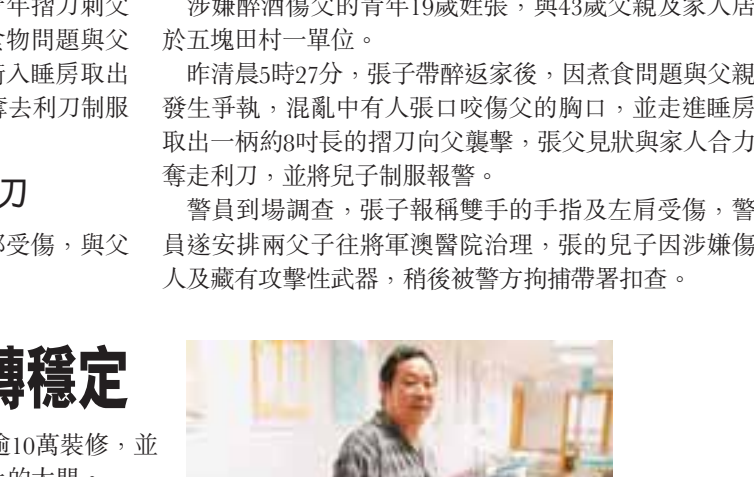 年摺刀刺父
食物問題與父
衝入睡房取出
奪去利刀制服
刀
部受傷，與父
涉嫌醉酒傷父的青年19歲姓張，與43歲父親及家人居
於五塊田村一單位。
昨清晨5時27分，張子帶醉返家後，因煮食問題與父親
發生爭執，混亂中有人張口咬傷父的胸口，並走進睡房
取出一柄約8吋長的摺刀向父襲擊，張父見狀與家人合力
奪走利刀，並將兒子制服報警。
警員到場調查，張子報稱雙手的手指及左肩受傷，警
員遂安排兩父子往將軍澳醫院治理，張的兒子因涉嫌傷
人及藏有攻擊性武器，稍後被警方拘捕帶署扣查。
轉穩定
逾10萬裝修，並